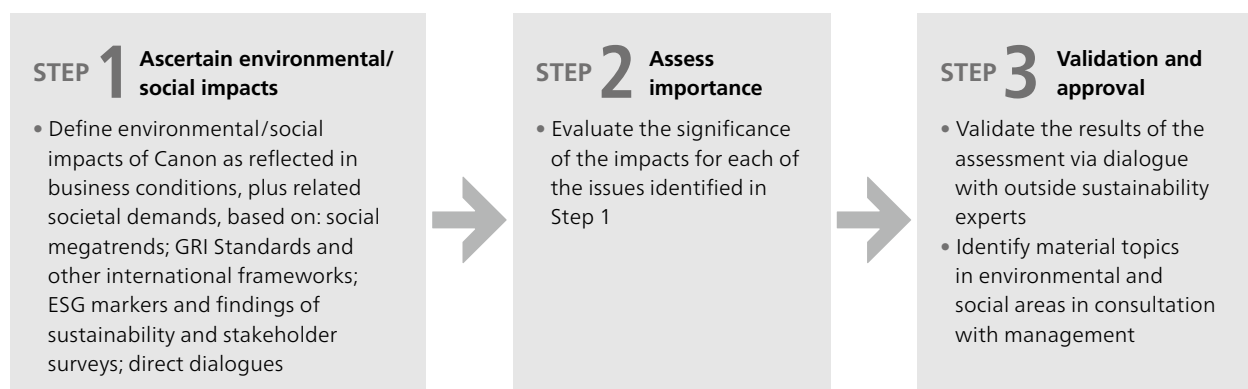 STEP 1 Ascertain environmental/
social impacts
• Define environmental/social
impacts of Canon as reflected in
business conditions, plus related
societal demands, based on: social
megatrends; GRI Standards and
other international frameworks;
ESG markers and findings of
sustainability and stakeholder
surveys; direct dialogues
STEP 2 Assess
importance
• Evaluate the significance
of the impacts for each of
the issues identified in
Step 1
STEP 3 Validation and
approval
• Validate the results of the
assessment via dialogue
with outside sustainability
experts
• Identify material topics
in environmental and
social areas in consultation
with management